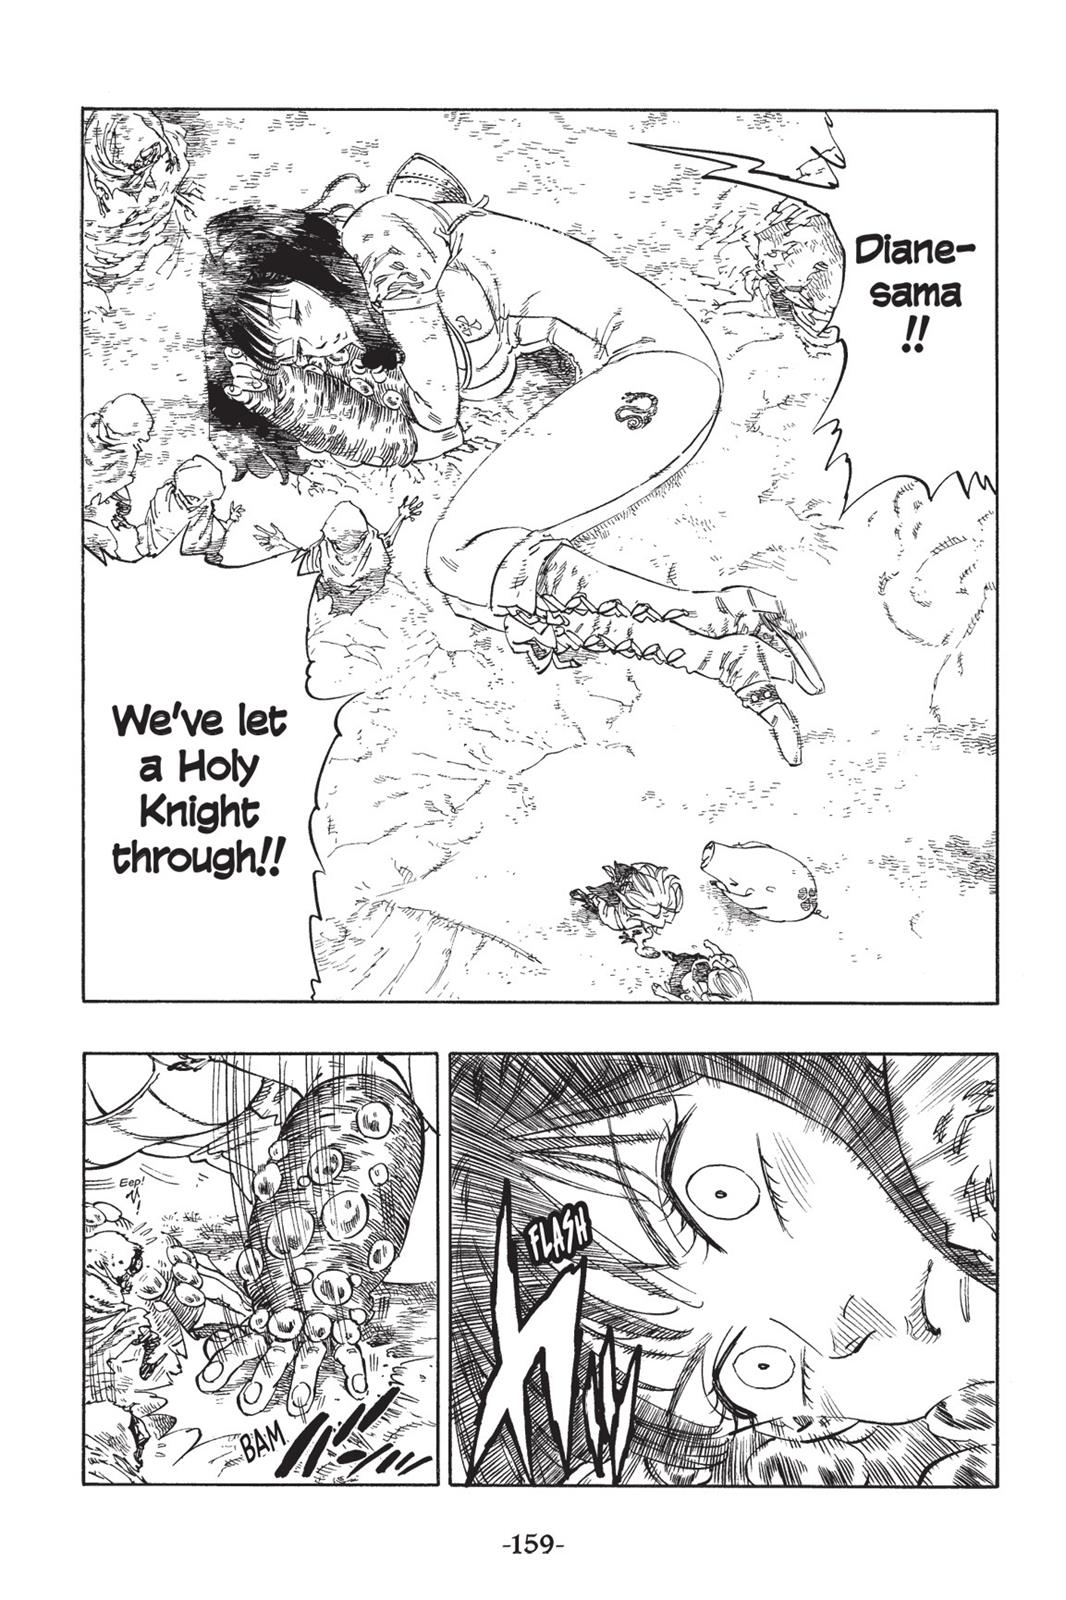 Diane-
sama
!!
We've let
a Holy
Knight
through!!
FLASH
Eep!
BAM
-159-